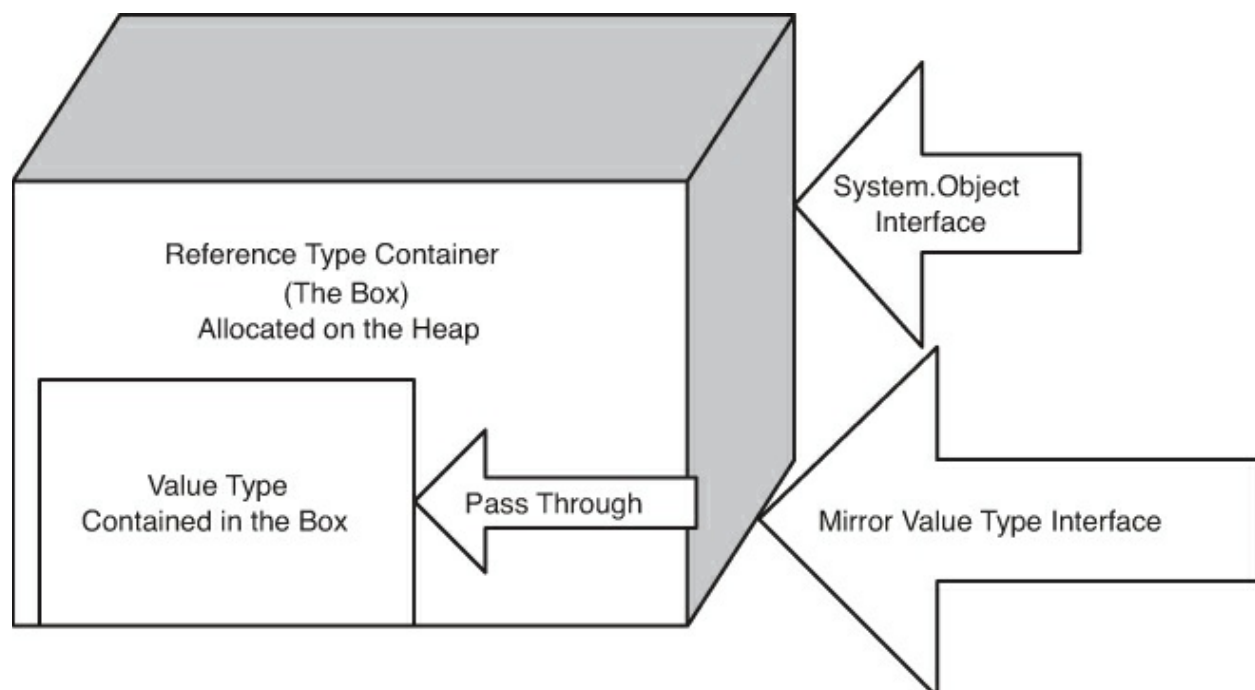 System.Object
Interface
Reference Type Container
(The Box)
Allocated on the Heap
Value Type
Contained in the Box
Pass Through
Mirror Value Type Interface